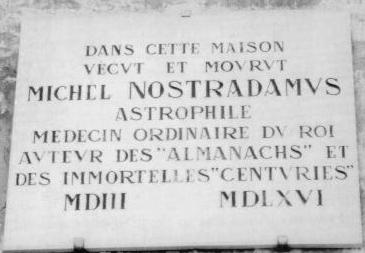 DANS CETTE MAISON
VÉCVT ET MOVRVT
MICHEL NOSTRADAMVS
ASTROPHILE
MEDECIN ORDINAIRE DV ROI
AVTEVR DES "ALMANACHS" ET
DES IMMORTELLES "CENTVRIES"
MDIII MDLXVI